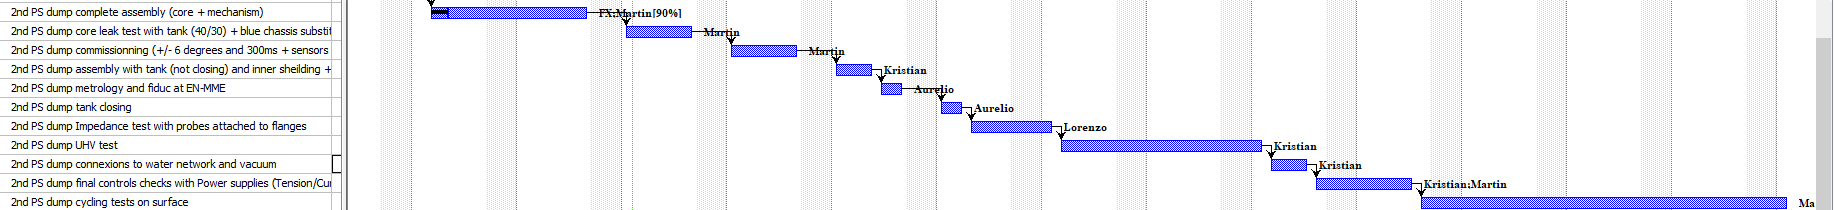 2nd PS dump complete assembly (core + mechanism)
FX;Martin[90%]
2nd PS dump core leak test with tank (40/30) + blue chassis substit
Martin
2nd PS dump commissionning (+/- 6 degrees and 300ms + sensors
Martin
2nd PS dump assembly with tank (not closing) and inner sheilding +
Kristian
2nd PS dump metrology and fiduc at EN-MME
Aurelio
2nd PS dump tank closing
Aurelio
2nd PS dump Impedance test with probes attached to flanges
Lorenzo
2nd PS dump UHV test
Kristian
2nd PS dump connexions to water network and vacuum
Kristian
2nd PS dump final controls checks with Power supplies (Tension/Cur
Kristian;Martin
2nd PS dump cycling tests on surface
Ma